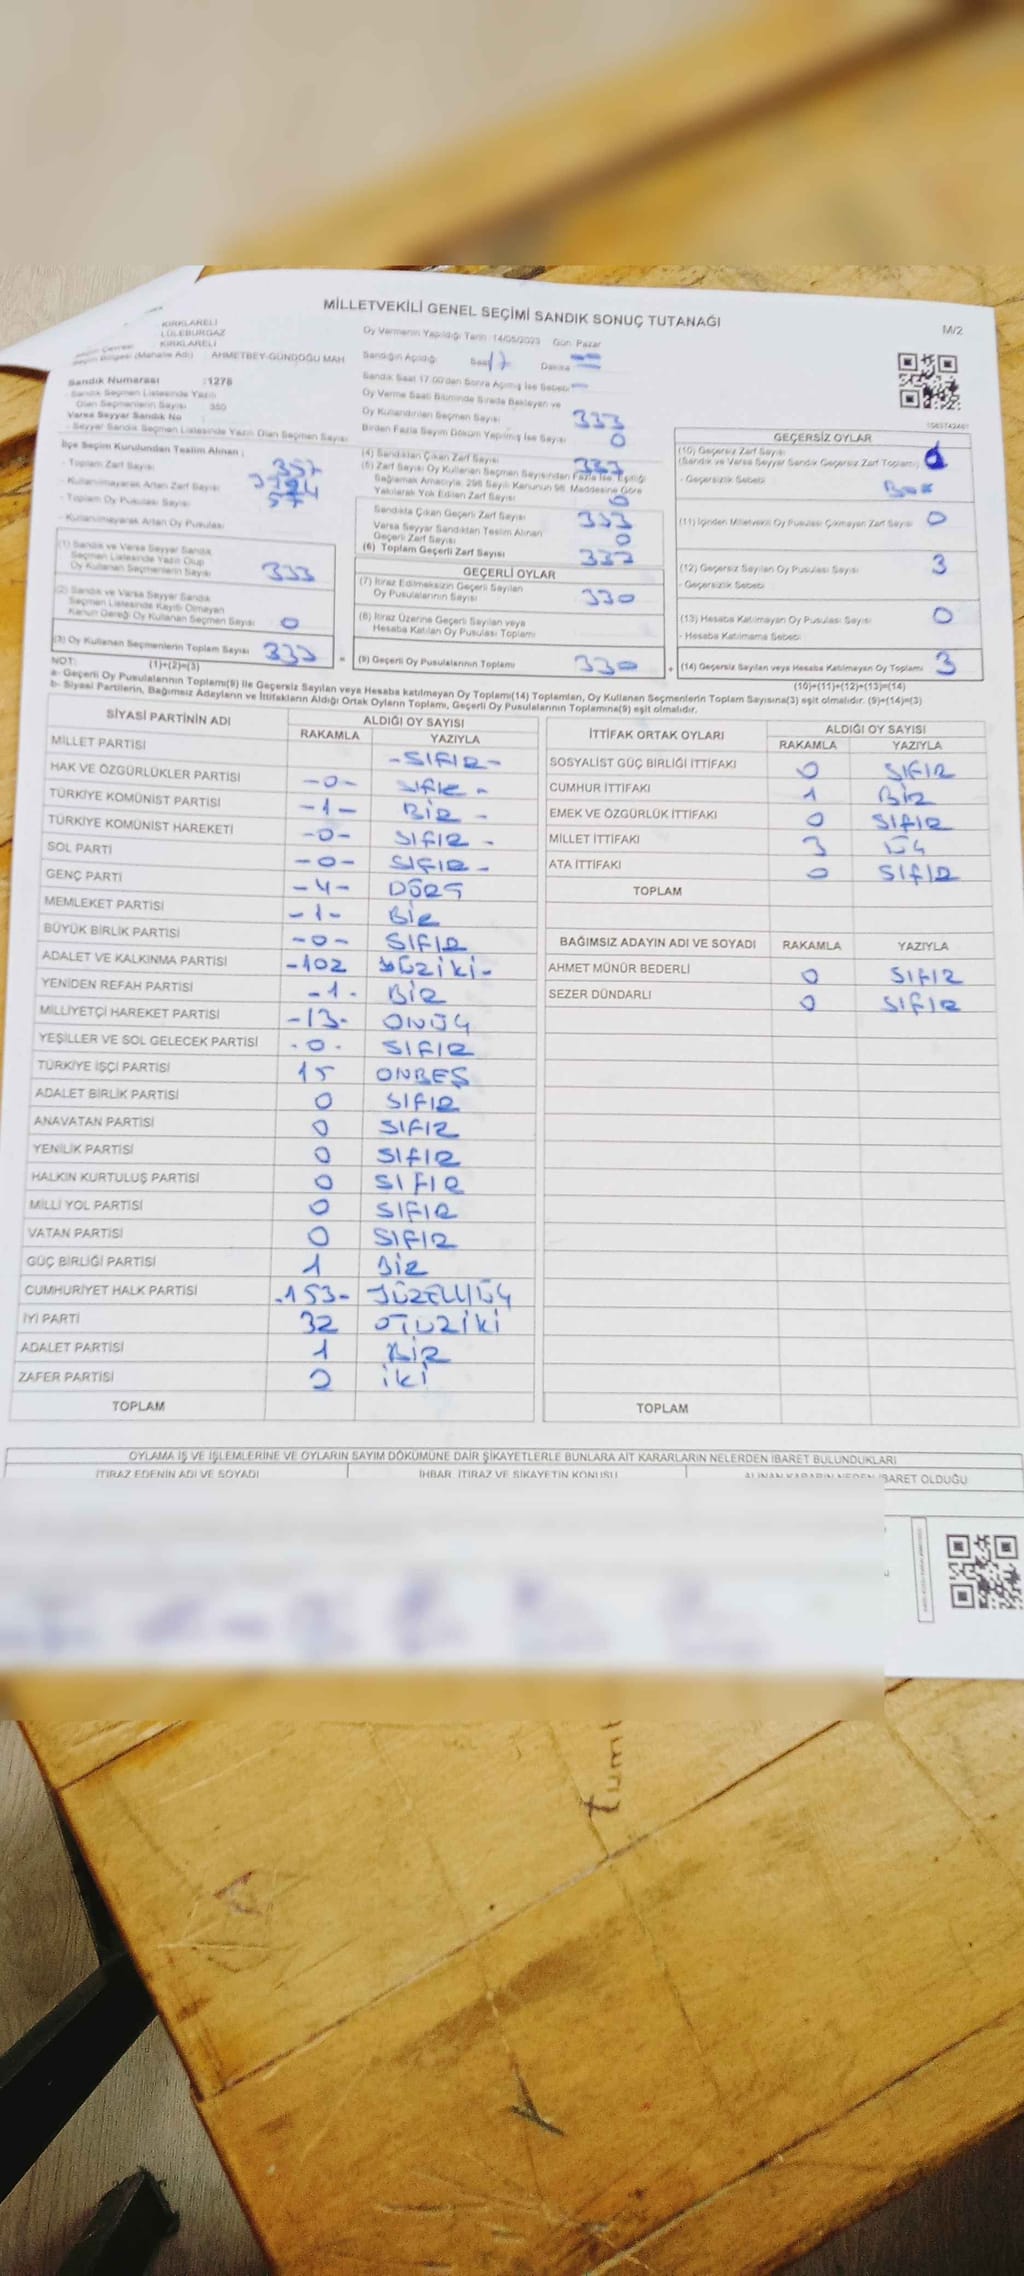 MİLLETVEKİLİ GENEL SEÇİMİ SANDIK SONUÇ TUTANAĞI
M/2
KIRKLARELİ
LÜLEBURGAZ
KIRKLARELİ
Seçim Bölgesi (Mahalle Adı) : AHMETBEY-GÜNDOĞU MAH
Oy Vermenin Yapıldığı Tarih :14/05/2023 Gün: Pazar
Sandığın Açıldığı Saat 17 Dakika
Sandık Saat 17:00'dan Sonra Açılmış İse Sebebi
Sandık Numarası :1278
- Sandık Seçmen Listesinde Yazılı
Olan Seçmenlerin Sayısı : 350
Varsa Seyyar Sandık No :
- Seyyar Sandık Seçmen Listesinde Yazılı Olan Seçmen Sayısı:
Oy Verme Saati Bitiminde Sırada Bekleyen ve
Oy Kullandırılan Seçmen Sayısı 333
Birden Fazla Sayım Döküm Yapılmış İse Sayısı 0
İlçe Seçim Kurulundan Teslim Alınan :
- Toplam Zarf Sayısı 357
- Kullanılmayarak Artan Zarf Sayısı
- Toplam Oy Pusulası Sayısı
- Kullanılmayarak Artan Oy Pusulası
(1) Sandık ve Varsa Seyyar Sandık
Seçmen Listesinde Yazılı Olup
Oy Kullanan Seçmenlerin Sayısı 333
(2) Sandık ve Varsa Seyyar Sandık
Seçmen Listesinde Kayıtlı Olmayan
Kanun Gereği Oy Kullanan Seçmen Sayısı 0
(3) Oy Kullanan Seçmenlerin Toplam Sayısı 333
(1)+(2)=(3)
(4) Sandıktan Çıkan Zarf Sayısı 333
(5) Zarf Sayısı Oy Kullanan Seçmen Sayısından Fazla İse, Eşitliği
Sağlamak Amacıyla, 298 Sayılı Kanunun 98. Maddesine Göre
Yakılarak Yok Edilen Zarf Sayısı 0
Sandıkta Çıkan Geçerli Zarf Sayısı 333
Varsa Seyyar Sandıktan Teslim Alınan
Geçerli Zarf Sayısı 0
(6) Toplam Geçerli Zarf Sayısı 333
GEÇERLİ OYLAR
(7) İtiraz Edilmeksizin Geçerli Sayılan
Oy Pusulalarının Sayısı 330
(8) İtiraz Üzerine Geçerli Sayılan veya
Hesaba Katılan Oy Pusulası Toplamı
= (9) Geçerli Oy Pusulalarının Toplamı 330
GEÇERSİZ OYLAR
(10) Geçersiz Zarf Sayısı
(Sandık ve Varsa Seyyar Sandık Geçersiz Zarf Toplamı)
- Geçersizlik Sebebi
(11) İçinden Milletvekili Oy Pusulası Çıkmayan Zarf Sayısı 0
(12) Geçersiz Sayılan Oy Pusulası Sayısı 3
- Geçersizlik Sebebi
(13) Hesaba Katılmayan Oy Pusulası Sayısı 0
- Hesaba Katılmama Sebebi
+ (14) Geçersiz Sayılan veya Hesaba Katılmayan Oy Toplamı 3
(10)+(11)+(12)+(13)=(14)
NOT:
a- Geçerli Oy Pusulalarının Toplamı(9) ile Geçersiz Sayılan veya Hesaba katılmayan Oy Toplamı(14) Toplamları, Oy Kullanan Seçmenlerin Toplam Sayısına(3) eşit olmalıdır. (9)+(14)=(3)
b- Siyasi Partilerin, Bağımsız Adayların ve İttifakların Aldığı Ortak Oyların Toplamı, Geçerli Oy Pusulalarının Toplamına(9) eşit olmalıdır.
SİYASİ PARTİNİN ADI ALDIĞI OY SAYISI
RAKAMLA YAZIYLA
MİLLET PARTİSİ -SIFIR-
HAK VE ÖZGÜRLÜKLER PARTİSİ -0- SIFIR -
TÜRKİYE KOMÜNİST PARTİSİ -1- BİR -
TÜRKİYE KOMÜNİST HAREKETİ -0- SIFIR -
SOL PARTİ -0- SIFIR -
GENÇ PARTİ -4- DÖRT
MEMLEKET PARTİSİ -1- BİR
BÜYÜK BİRLİK PARTİSİ -0- SIFIR
ADALET VE KALKINMA PARTİSİ -102 YÜZİKİ-
YENİDEN REFAH PARTİSİ -1- BİR
MİLLİYETÇİ HAREKET PARTİSİ -13- ONÜÇ
YEŞİLLER VE SOL GELECEK PARTİSİ -0- SIFIR
TÜRKİYE İŞÇİ PARTİSİ 15 ONBEŞ
ADALET BİRLİK PARTİSİ 0 SIFIR
ANAVATAN PARTİSİ 0 SIFIR
YENİLİK PARTİSİ 0 SIFIR
HALKIN KURTULUŞ PARTİSİ 0 SIFIR
MİLLİ YOL PARTİSİ 0 SIFIR
VATAN PARTİSİ 0 SIFIR
GÜÇ BİRLİĞİ PARTİSİ 1 BİR
CUMHURİYET HALK PARTİSİ -153- YÜZELLİÜÇ
İYİ PARTİ 32 OTUZİKİ
ADALET PARTİSİ 1 BİR
ZAFER PARTİSİ 2 İKİ
TOPLAM
İTTİFAK ORTAK OYLARI ALDIĞI OY SAYISI
RAKAMLA YAZIYLA
SOSYALİST GÜÇ BİRLİĞİ İTTİFAKI 0 SIFIR
CUMHUR İTTİFAKI 1 BİR
EMEK VE ÖZGÜRLÜK İTTİFAKI 0 SIFIR
MİLLET İTTİFAKI 3 ÜÇ
ATA İTTİFAKI 0 SIFIR
TOPLAM
BAĞIMSIZ ADAYIN ADI VE SOYADI RAKAMLA YAZIYLA
AHMET MÜNÜR BEDERLİ 0 SIFIR
SEZER DÜNDARLI 0 SIFIR
TOPLAM
OYLAMA İŞ VE İŞLEMLERİNE VE OYLARIN SAYIM DÖKÜMÜNE DAİR ŞİKAYETLERLE BUNLARA AİT KARARLARIN NELERDEN İBARET BULUNDUKLARI
İTİRAZ EDENİN ADI VE SOYADI İHBAR, İTİRAZ VE ŞİKAYETİN KONUSU ALINAN KARARIN NEDEN İBARET OLDUĞU